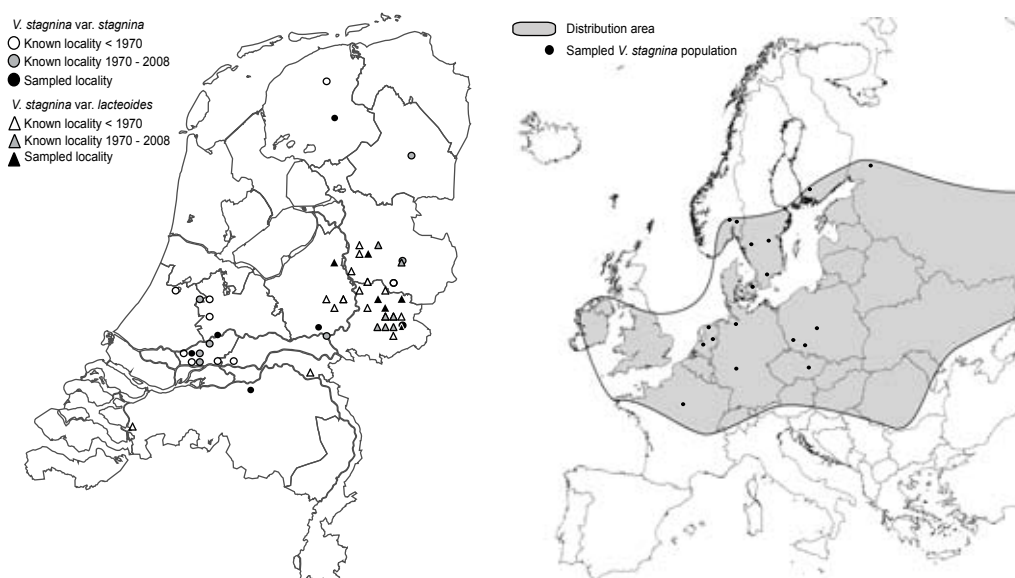 V. stagnina var. stagnina
Known locality < 1970
Known locality 1970 - 2008
Sampled locality
V. stagnina var. lacteoides
Known locality < 1970
Known locality 1970 - 2008
Sampled locality
Distribution area
Sampled V. stagnina population